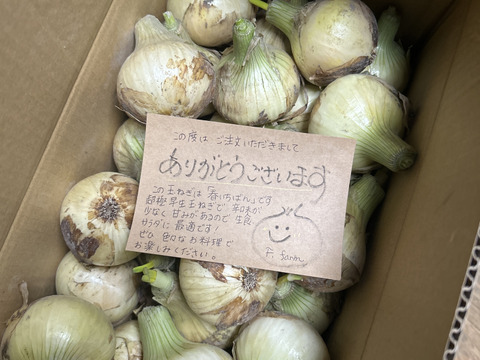 この度は ご注文いただきまして
ありがとうございます
この玉ねぎは「春いちばん」です
超極早生玉ねぎで 辛味が
少なく 甘みがあるので 生食
サラダに最適です！
ぜひ 色々なお料理で
お楽しみください。
F. farm